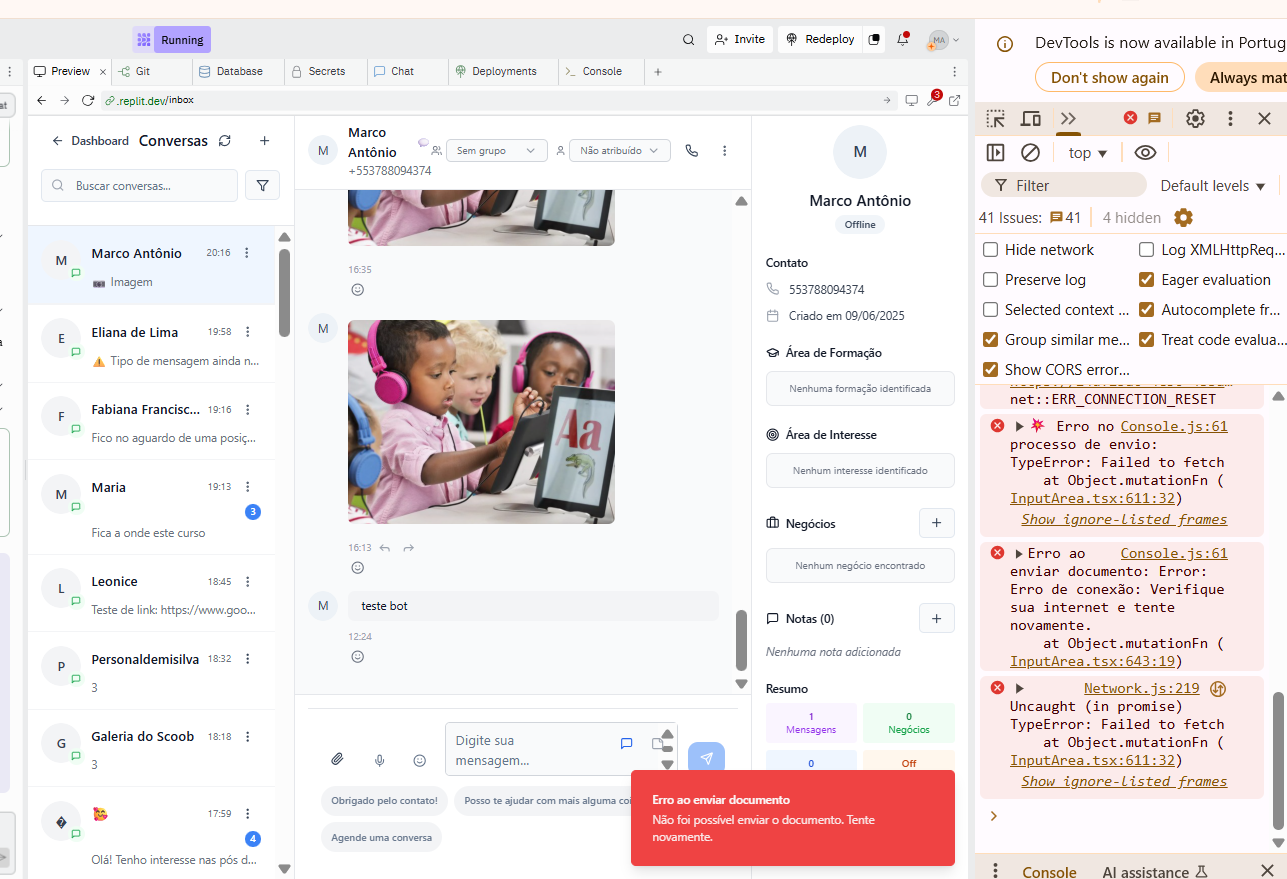 Running
Invite
Redeploy
MA
Preview
Git
Database
Secrets
Chat
Deployments
Console
.replit.dev/inbox
3
Dashboard
Conversas
Buscar conversas...
M
Marco Antônio
20:16
Imagem
E
Eliana de Lima
19:58
Tipo de mensagem ainda n...
F
Fabiana Francisc...
19:16
Fico no aguardo de uma posiç...
M
Maria
19:13
3
Fica a onde este curso
L
Leonice
18:45
Teste de link: https://www.goo...
P
Personaldemisilva
18:32
3
G
Galeria do Scoob
18:18
3
�
🥰
17:59
4
Olá! Tenho interesse nas pós d...
M
Marco
Antônio
+553788094374
Sem grupo
Não atribuído
16:35
M
Aa
16:13
M
teste bot
12:24
Digite sua
mensagem...
Obrigado pelo contato!
Posso te ajudar com mais alguma coi
Agende uma conversa
M
Marco Antônio
Offline
Contato
553788094374
Criado em 09/06/2025
Área de Formação
Nenhuma formação identificada
Área de Interesse
Nenhum interesse identificado
Negócios
Nenhum negócio encontrado
Notas (0)
Nenhuma nota adicionada
Resumo
1
Mensagens
0
Negócios
0
Off
Erro ao enviar documento
Não foi possível enviar o documento. Tente
novamente.
DevTools is now available in Portug
Don't show again
Always mat
top
Filter
Default levels
41 Issues:
41
4 hidden
Hide network
Log XMLHttpReq...
Preserve log
Eager evaluation
Selected context ...
Autocomplete fr...
Group similar me...
Treat code evalua...
Show CORS error...
net::ERR_CONNECTION_RESET
💥 Erro no
Console.js:61
processo de envio:
TypeError: Failed to fetch
at Object.mutationFn (
InputArea.tsx:611:32)
Show ignore-listed frames
Erro ao
Console.js:61
enviar documento: Error:
Erro de conexão: Verifique
sua internet e tente
novamente.
at Object.mutationFn (
InputArea.tsx:643:19)
Network.js:219
Uncaught (in promise)
TypeError: Failed to fetch
at Object.mutationFn (
InputArea.tsx:611:32)
Show ignore-listed frames
Console
AI assistance